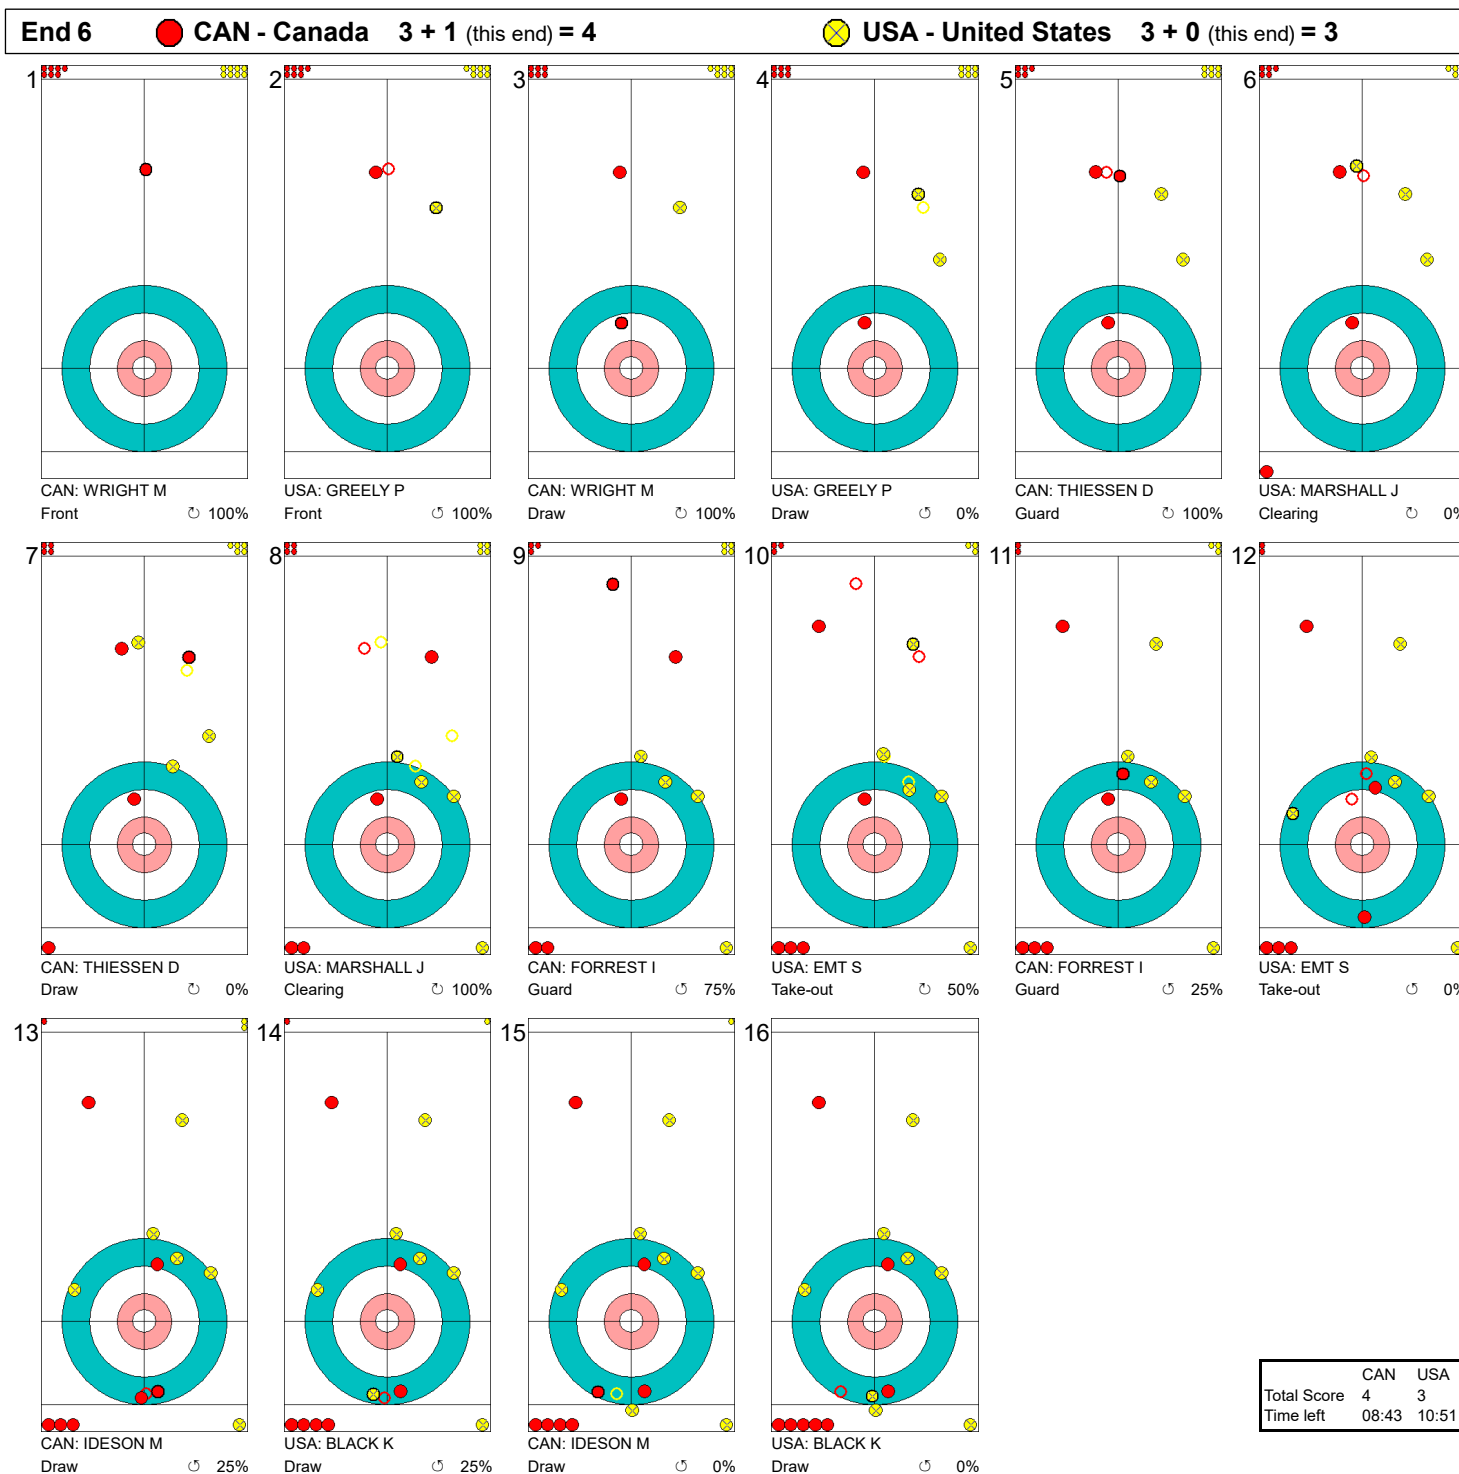 End 6 CAN - Canada 3 + 1 (this end) = 4 USA - United States 3 + 0 (this end) = 3
1 2 3 4 5 6
CAN: WRIGHT M USA: GREELY P CAN: WRIGHT M USA: GREELY P CAN: THIESSEN D USA: MARSHALL J
Front ↻ 100% Front ↺ 100% Draw ↻ 100% Draw ↺ 0% Guard ↻ 100% Clearing ↻ 0%
7 8 9 10 11 12
CAN: THIESSEN D USA: MARSHALL J CAN: FORREST I USA: EMT S CAN: FORREST I USA: EMT S
Draw ↻ 0% Clearing ↻ 100% Guard ↺ 75% Take-out ↻ 50% Guard ↺ 25% Take-out ↺ 0%
13 14 15 16
CAN: IDESON M USA: BLACK K CAN: IDESON M USA: BLACK K
Draw ↺ 25% Draw ↺ 25% Draw ↺ 0% Draw ↺ 0%
CAN USA
Total Score 4 3
Time left 08:43 10:51